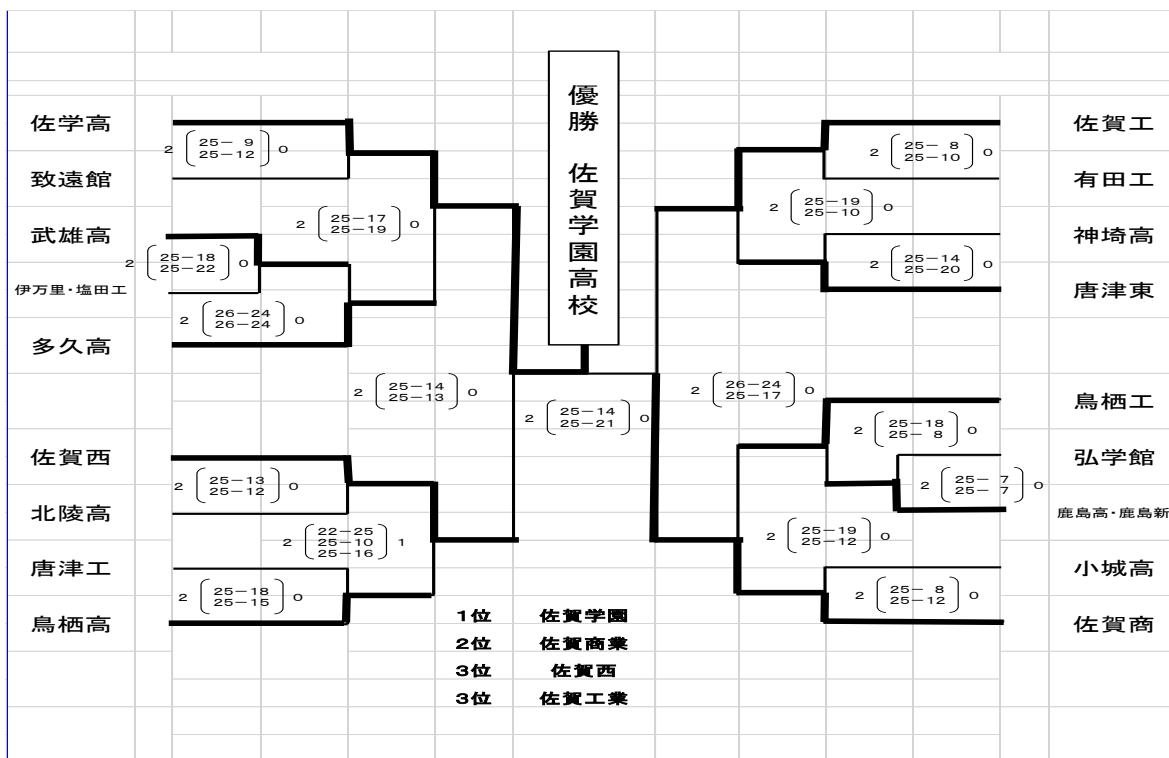 優勝 佐賀学園高校
佐学高
2 25- 9 0
25-12
致遠館
2 25-17 0
25-19
武雄高
2 25-18 0
25-22
伊万里・塩田工
2 26-24 0
26-24
多久高
2 25-14 0
25-13
佐賀西
2 25-13 0
25-12
北陵高
2 22-25 1
25-10
25-16
唐津工
2 25-18 0
25-15
鳥栖高
2 25-14 0
25-21
佐賀工
2 25- 8 0
25-10
有田工
2 25-19 0
25-10
神埼高
2 25-14 0
25-20
唐津東
2 26-24 0
25-17
鳥栖工
2 25-18 0
25- 8
弘学館
2 25- 7 0
25- 7
鹿島高・鹿島新
2 25-19 0
25-12
小城高
2 25- 8 0
25-12
佐賀商
1位 佐賀学園
2位 佐賀商業
3位 佐賀西
3位 佐賀工業